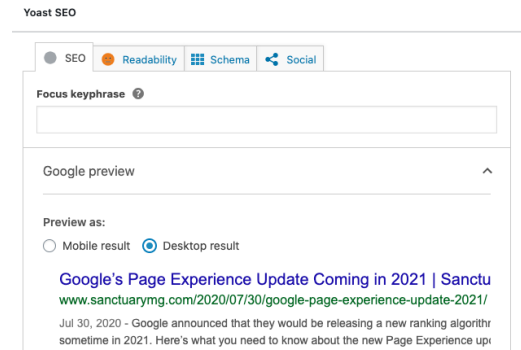 Yoast SEO
SEO Readability Schema Social
Focus keyphrase ?
Google preview
Preview as:
Mobile result Desktop result
Google's Page Experience Update Coming in 2021 | Sanctu
www.sanctuarymg.com/2020/07/30/google-page-experience-update-2021/
Jul 30, 2020 - Google announced that they would be releasing a new ranking
sometime in 2021. Here's what you need to know about the new Page Experience